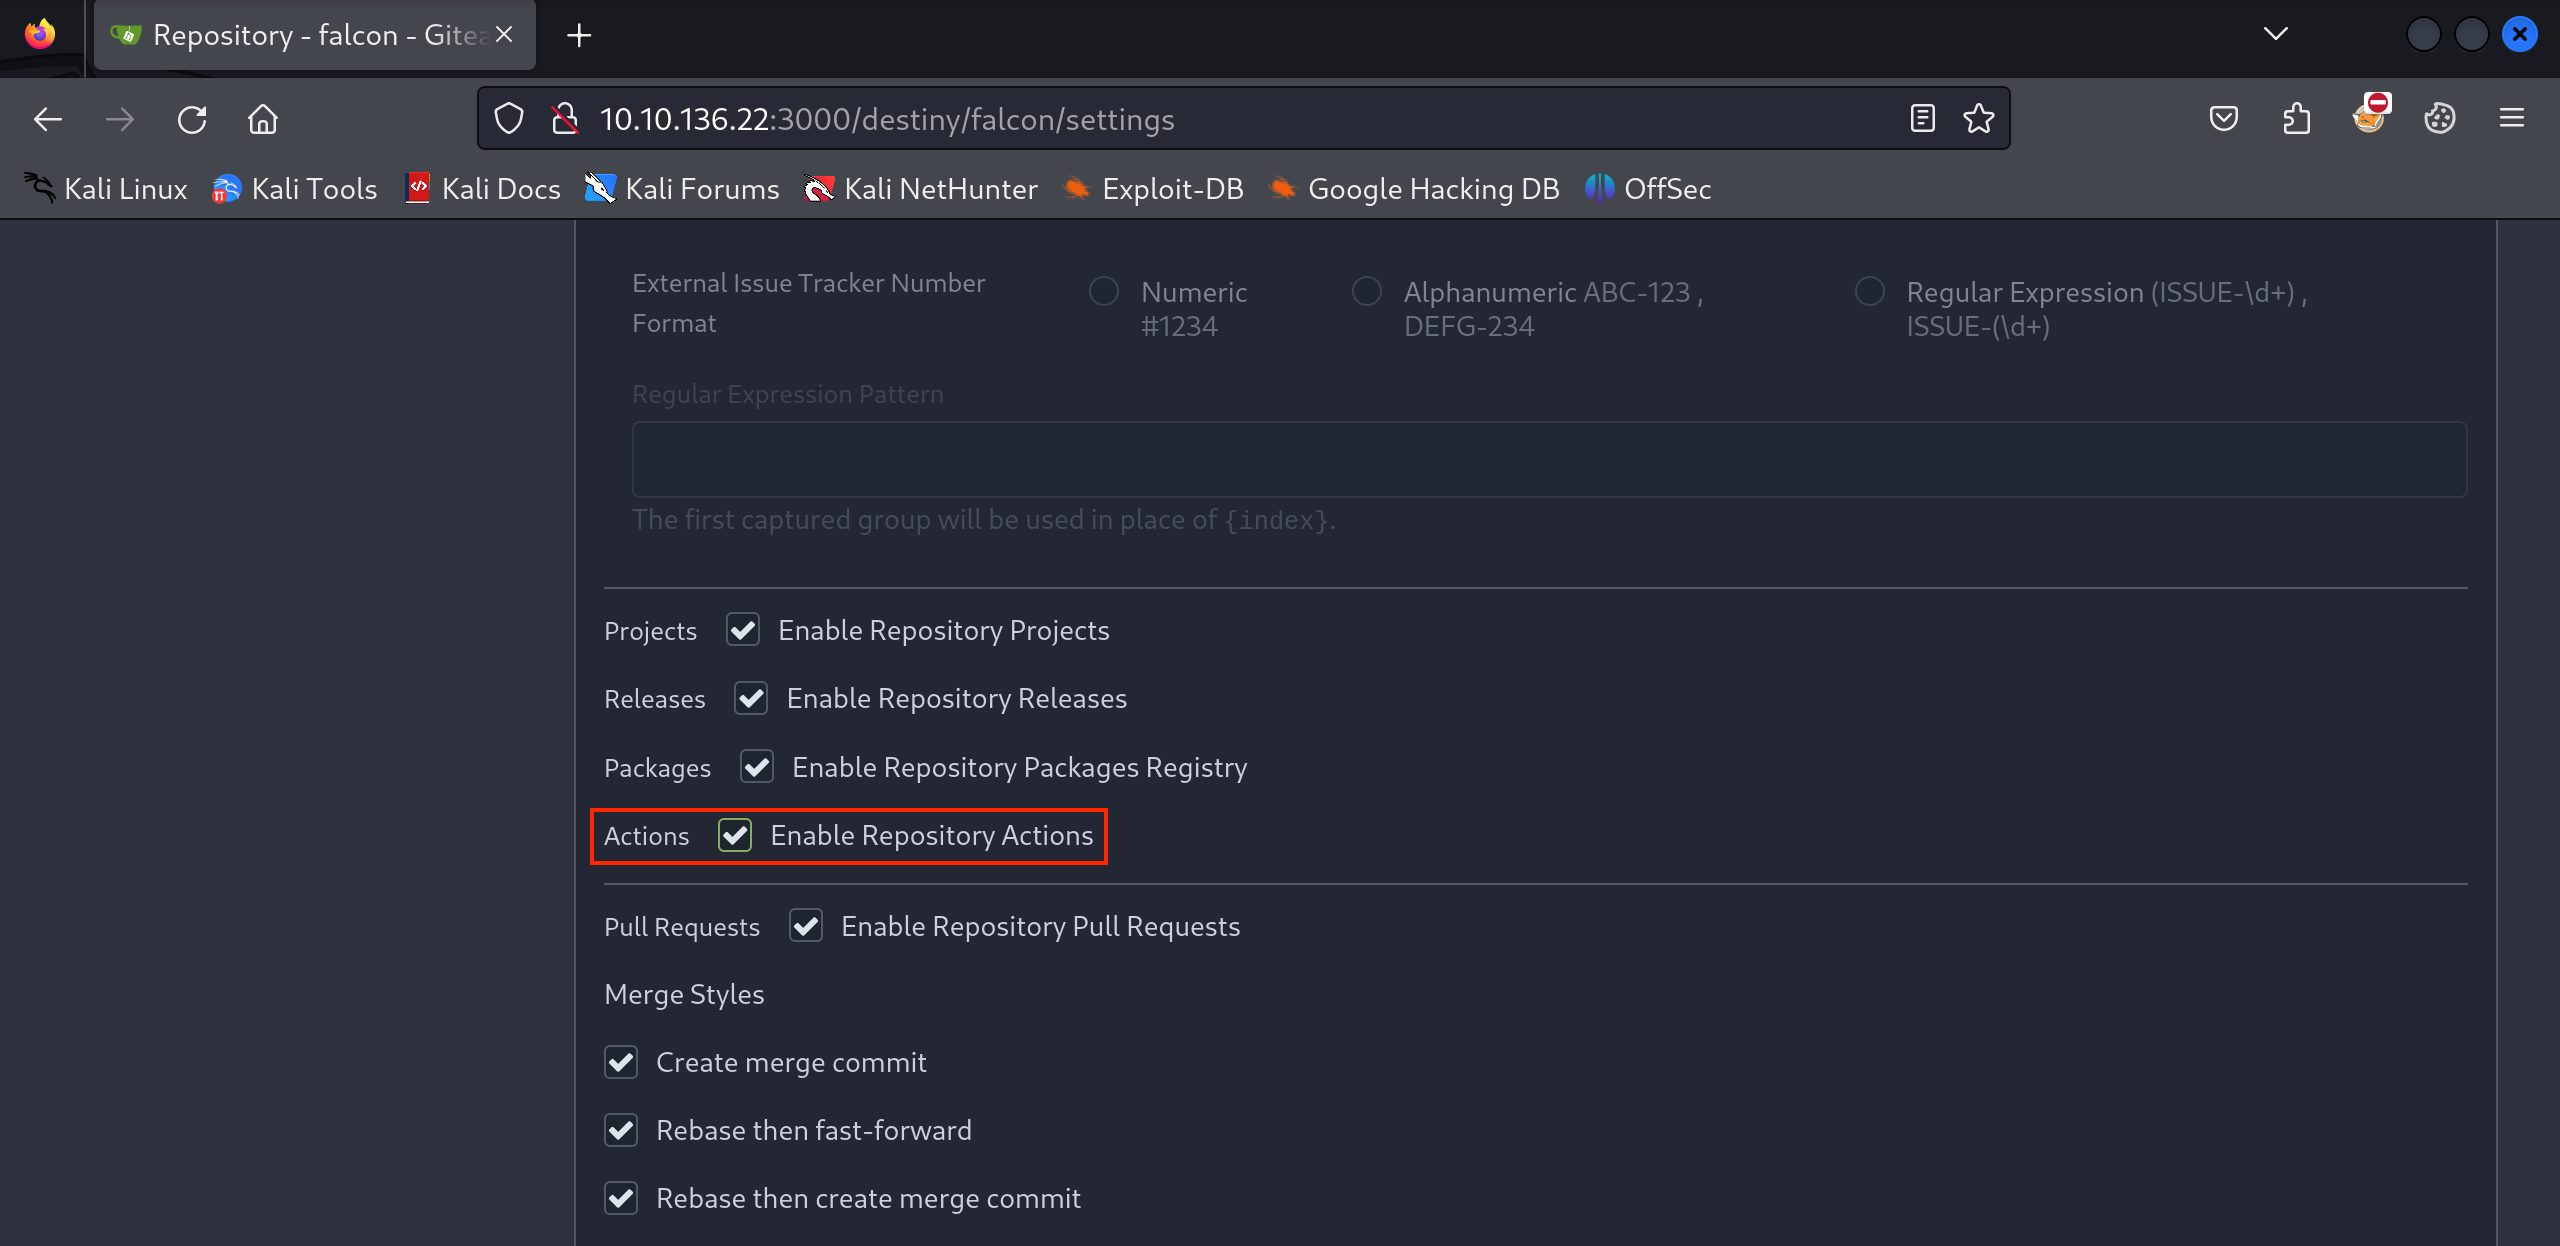 Repository - falcon - Gitea
10.10.136.22:3000/destiny/falcon/settings
Kali Linux Kali Tools Kali Docs Kali Forums Kali NetHunter Exploit-DB Google Hacking DB OffSec
External Issue Tracker Number
Format
Numeric
#1234
Alphanumeric ABC-123 ,
DEFG-234
Regular Expression (ISSUE-\d+) ,
ISSUE-(\d+)
Regular Expression Pattern
The first captured group will be used in place of {index}.
Projects Enable Repository Projects
Releases Enable Repository Releases
Packages Enable Repository Packages Registry
Actions Enable Repository Actions
Pull Requests Enable Repository Pull Requests
Merge Styles
Create merge commit
Rebase then fast-forward
Rebase then create merge commit